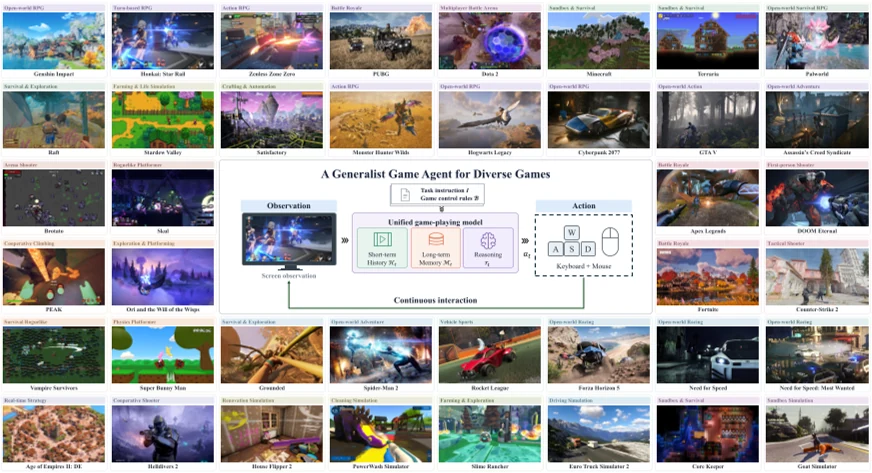 Open-world RPG
Turn-based RPG
Action RPG
Battle Royale
Multiplayer Battle Arena
Sandbox & Survival
Sandbox & Survival
Open-world Survival RPG
Genshin Impact
Honkai: Star Rail
Zenless Zone Zero
PUBG
Dota 2
Minecraft
Terraria
Palworld
Survival & Exploration
Farming & Life Simulation
Crafting & Automation
Action RPG
Open-world RPG
Open-world RPG
Open-world Action
Open-world Adventure
Raft
Stardew Valley
Satisfactory
Monster Hunter Wilds
Hogwarts Legacy
Cyberpunk 2077
GTA V
Assassin's Creed Syndicate
Arena Shooter
Roguelike Platformer
Battle Royale
First-person Shooter
Brotato
Skul
Apex Legends
DOOM Eternal
Cooperative Climbing
Exploration & Platforming
Battle Royale
Tactical Shooter
PEAK
Ori and the Will of the Wisps
Fortnite
Counter-Strike 2
A Generalist Game Agent for Diverse Games
Task instruction I
Game control rules
Observation
Screen observation
Unified game-playing model
Short-term
History
Long-term
Memory
Reasoning
Action
W
A S D
Keyboard + Mouse
Continuous interaction
Survival Roguelike
Physics Platformer
Survival & Exploration
Open-world Adventure
Vehicle Sports
Open-world Racing
Open-world Racing
Open-world Racing
Vampire Survivors
Super Bunny Man
Grounded
Spider-Man 2
Rocket League
Forza Horizon 5
Need for Speed
Need for Speed: Most Wanted
Real-time Strategy
Cooperative Shooter
Renovation Simulation
Cleaning Simulation
Farming & Exploration
Driving Simulation
Sandbox & Survival
Sandbox Simulation
Age of Empires II: DE
Helldivers 2
House Flipper 2
PowerWash Simulator
Slime Rancher
Euro Truck Simulator 2
Core Keeper
Goat Simulator